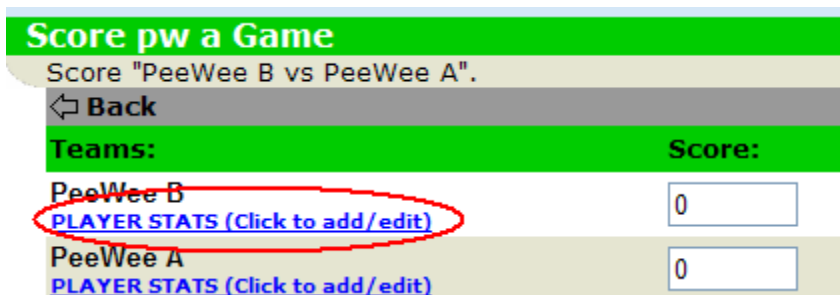 Score pw a Game
Score "PeeWee B vs PeeWee A".
Back
Teams: Score:
PeeWee B 0
PLAYER STATS (Click to add/edit)
PeeWee A 0
PLAYER STATS (Click to add/edit)